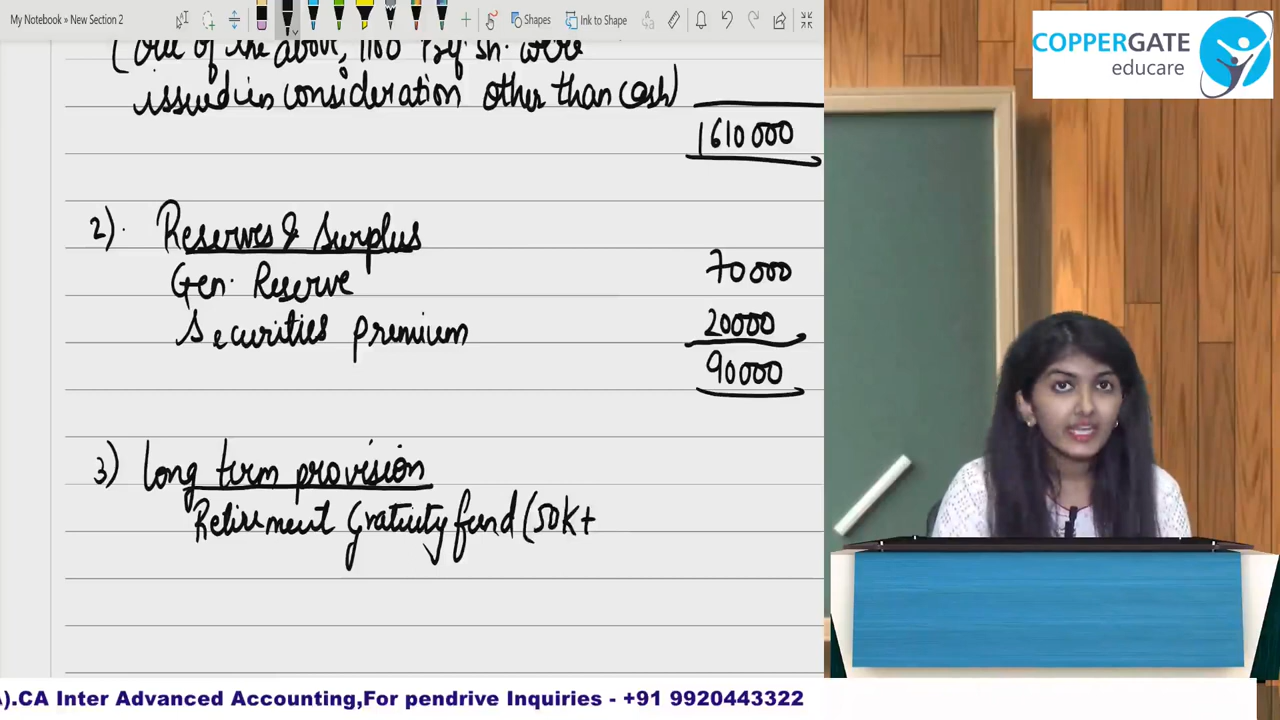 My Notebook » New Section 2
Shapes
Ink to Shape
COPPERGATE
educare
(Out of the above, 1100 Eq sh. were
issued in consideration other than cash)
1610000
2). Reserves & Surplus
Gen. Reserve 70000
Securities premium 20000
90000
3) Long term provision
Retirement Gratuity fund (50K+
).CA Inter Advanced Accounting,For pendrive Inquiries - +91 9920443322